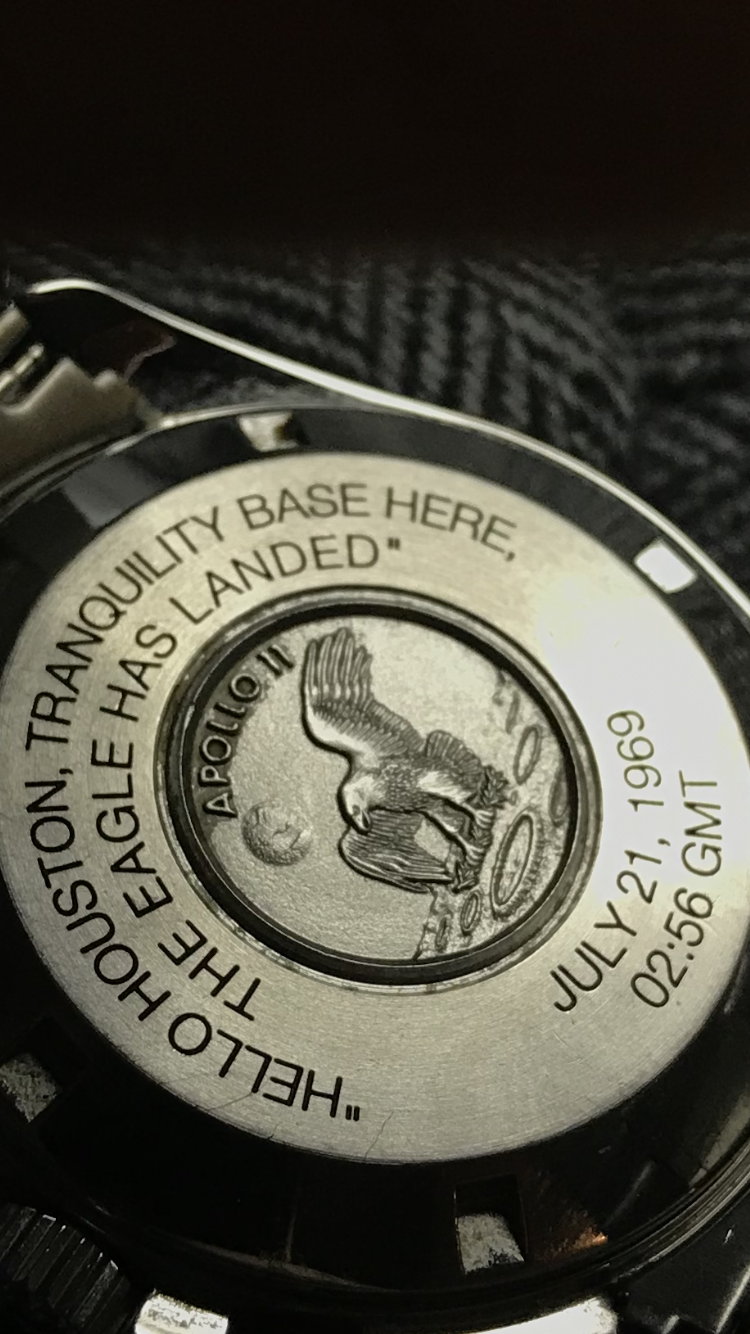 "HELLO HOUSTON, TRANQUILITY BASE HERE,
THE EAGLE HAS LANDED"
APOLLO 11
JULY 21, 1969
02:56 GMT